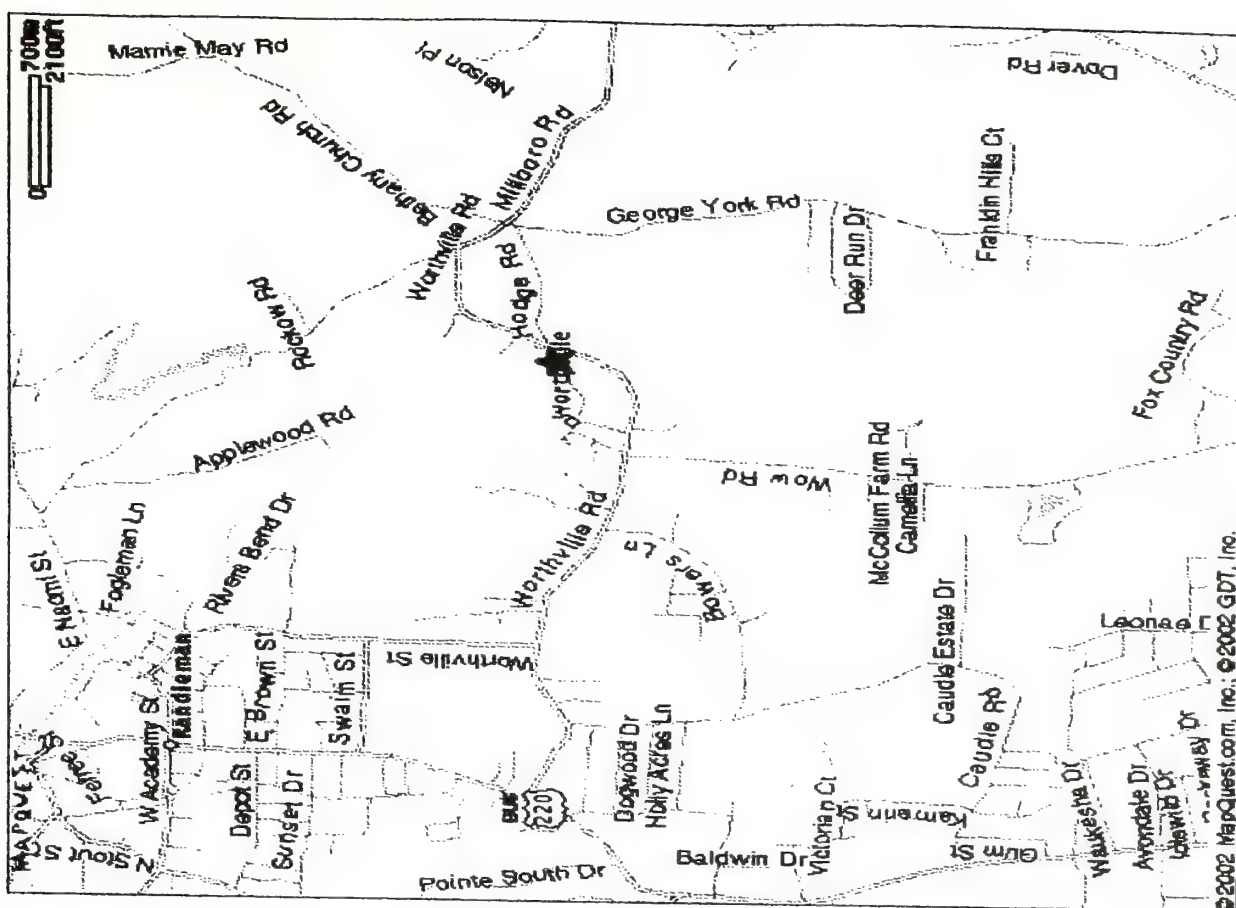 MAPQUEST
0 700m
2100ft
Mamie May Rd
Nelson Pl
Bethany Church Rd
Millboro Rd
Dover Rd
Worthville Rd
George York Rd
Hodge Rd
Rockow Rd
Deer Run Dr
Franklin Hills Ct
Fox Country Rd
Applewood Rd
Wow Rd
McCollum Farm Rd
Camellia Ln
E Naomi St
Fogleman Ln
Rivers Bend Dr
Worthville Rd
Bowers Ln
Randleman
W Academy St
E Brown St
Swaim St
Worthville St
Caudle Estate Dr
Depot St
Sunset Dr
BUS
220
Dogwood Dr
Holly Acres Ln
Caudle Rd
N Stout St
Pointe South Dr
Baldwin Dr
Victorian Ct
Gum St
Waukesha Dr
Avondale Dr
©2002 MapQuest.com, Inc.; ©2002 GDT, Inc.